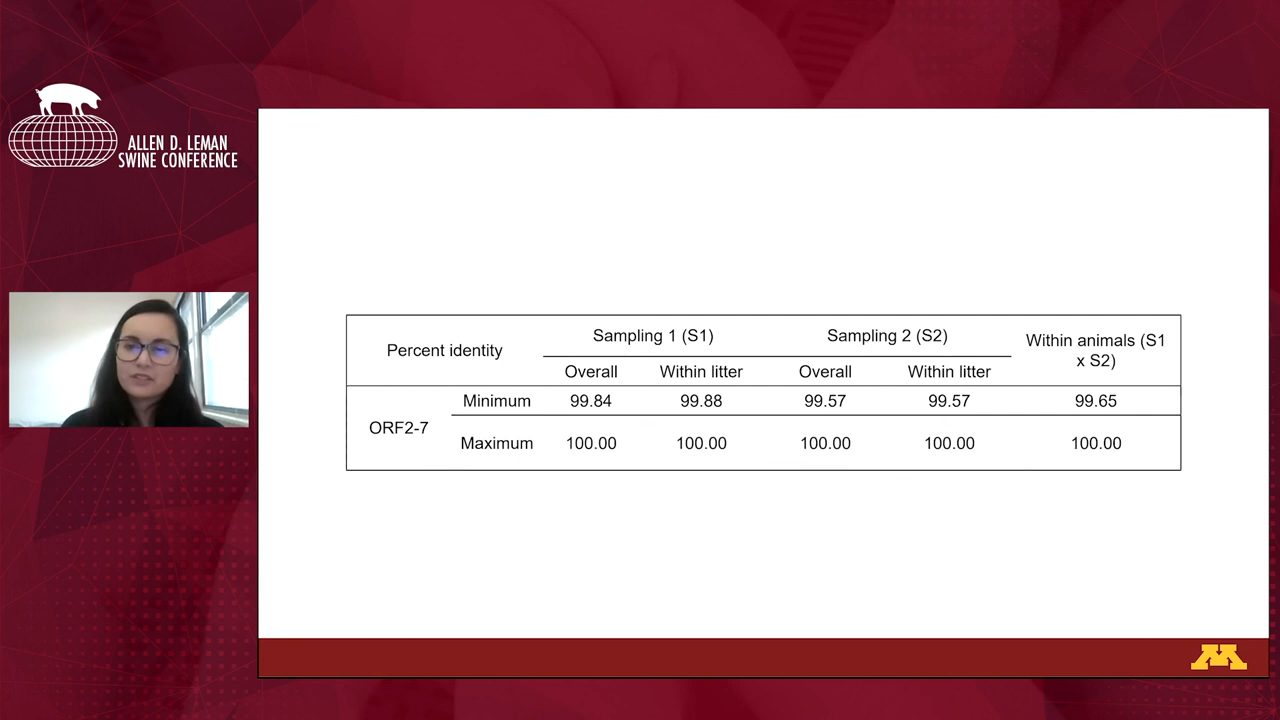 ALLEN D. LEMAN
SWINE CONFERENCE
Percent identity
Sampling 1 (S1)
Sampling 2 (S2)
Within animals (S1
x S2)
Overall
Within litter
Overall
Within litter
ORF2-7
Minimum
99.84
99.88
99.57
99.57
99.65
Maximum
100.00
100.00
100.00
100.00
100.00
M